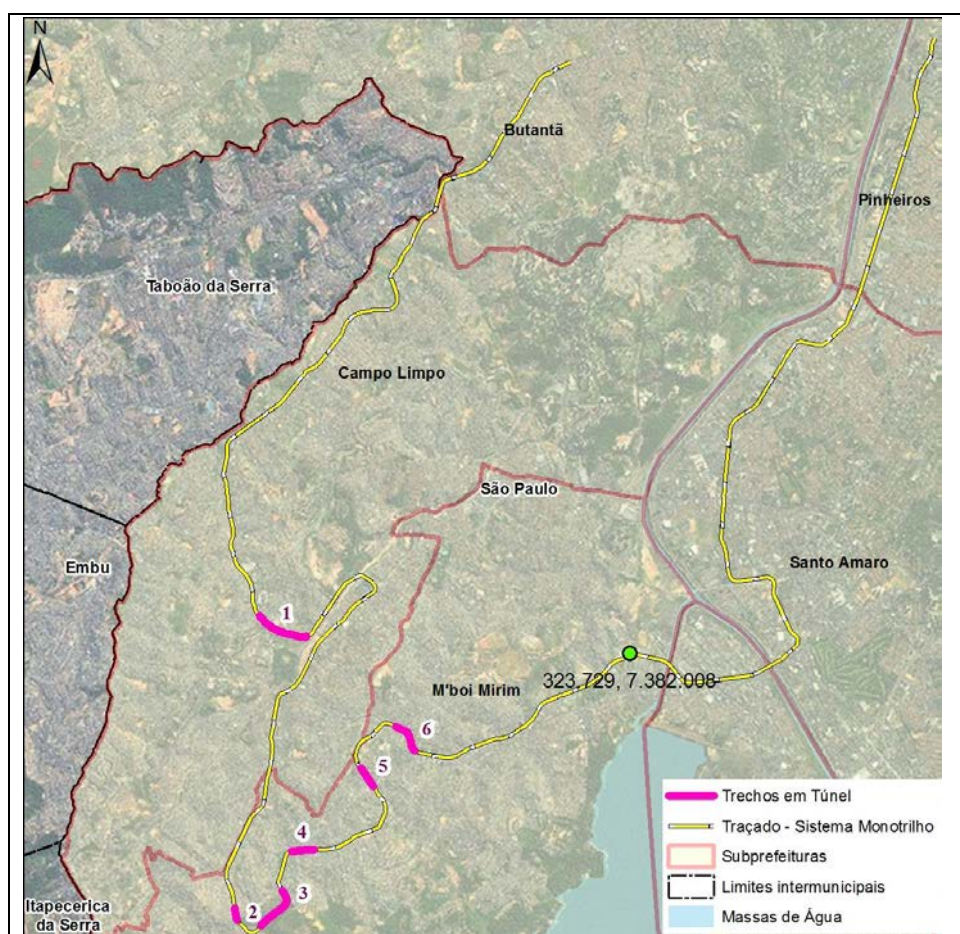 N
Butantã
Pinheiros
Taboão da Serra
Campo Limpo
São Paulo
Embu
Santo Amaro
1
323.729, 7.382.008
M'boi Mirim
6
5
4
3
2
Itapecerica
da Serra
Trechos em Túnel
Traçado - Sistema Monotrilho
Subprefeituras
Limites intermunicipais
Massas de Água